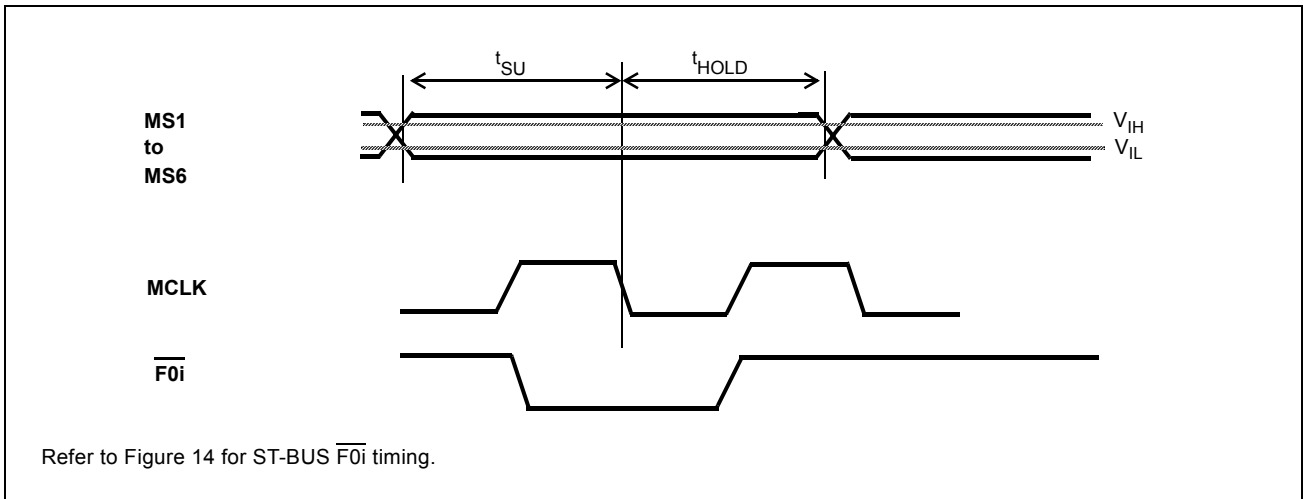 tSU
tHOLD
MS1
to
MS6
VIH
VIL
MCLK
F0i
Refer to Figure 14 for ST-BUS F0i timing.